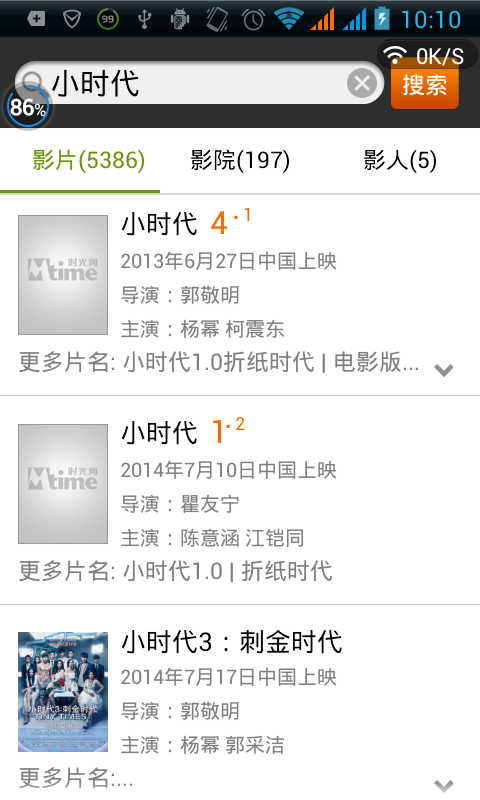 99
10:10
0K/S
小时代
搜索
86%
影片(5386)
影院(197)
影人(5)
小时代 4.1
2013年6月27日中国上映
导演：郭敬明
主演：杨幂 柯震东
更多片名: 小时代1.0折纸时代 | 电影版...
时光网
Mtime
小时代 1.2
2014年7月10日中国上映
导演：瞿友宁
主演：陈意涵 江铠同
更多片名: 小时代1.0 | 折纸时代
时光网
Mtime
小时代3：刺金时代
2014年7月17日中国上映
导演：郭敬明
主演：杨幂 郭采洁
更多片名:...
小时代3:刺金时代
TINY TIMES